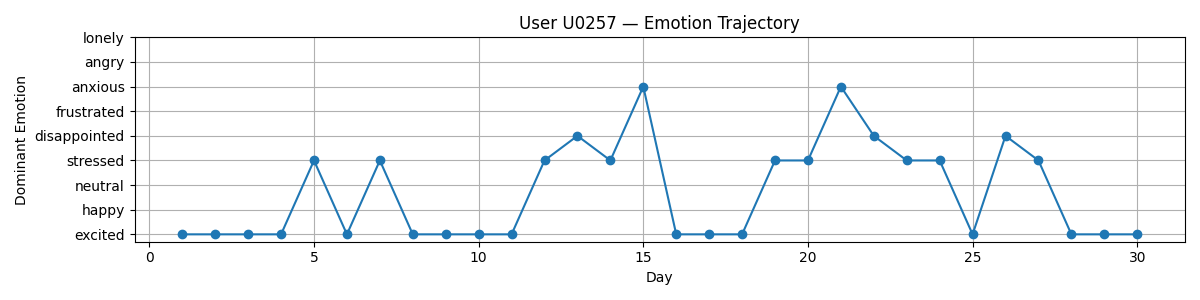 User U0257 — Emotion Trajectory
lonely
angry
anxious
frustrated
disappointed
stressed
neutral
happy
excited
Dominant Emotion
0 5 10 15 20 25 30
Day